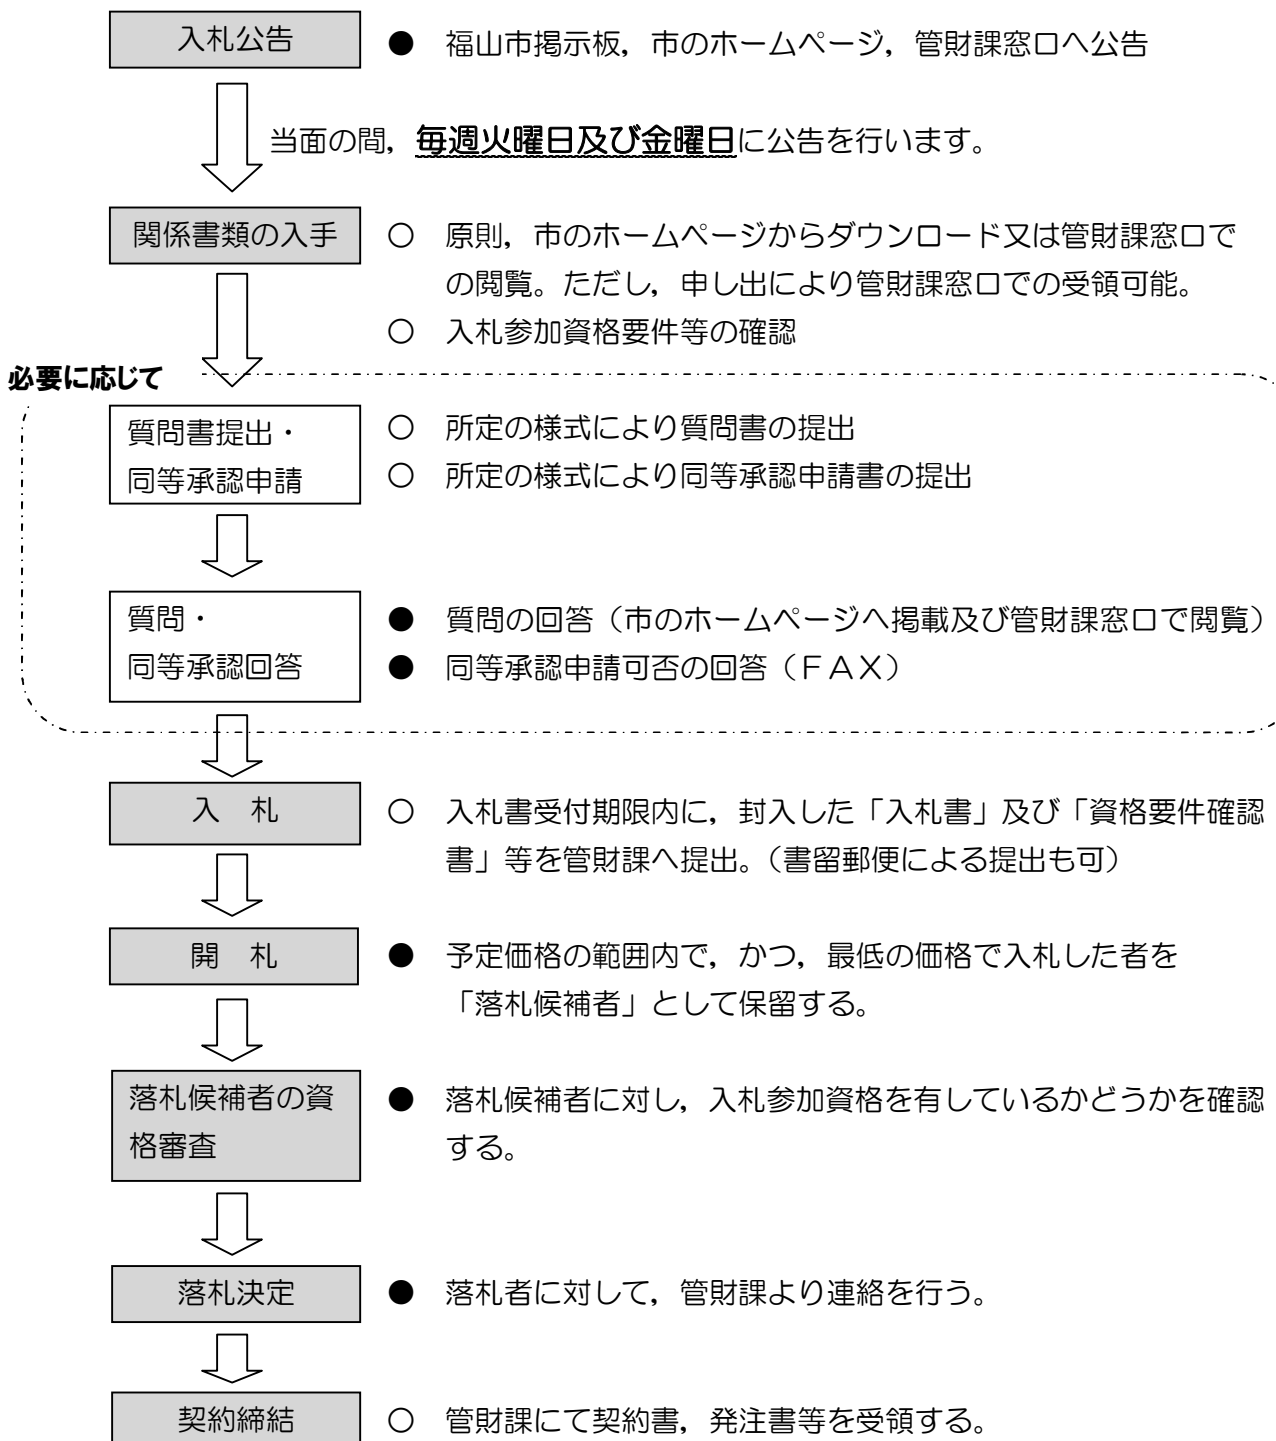 入札公告
● 福山市掲示板，市のホームページ，管財課窓口へ公告
当面の間，毎週火曜日及び金曜日に公告を行います。
関係書類の入手
○ 原則，市のホームページからダウンロード又は管財課窓口で
の閲覧。ただし，申し出により管財課窓口での受領可能。
○ 入札参加資格要件等の確認
必要に応じて
質問書提出・
同等承認申請
○ 所定の様式により質問書の提出
○ 所定の様式により同等承認申請書の提出
質問・
同等承認回答
● 質問の回答（市のホームページへ掲載及び管財課窓口で閲覧）
● 同等承認申請可否の回答（ＦＡＸ）
入　札
○ 入札書受付期限内に，封入した「入札書」及び「資格要件確認
書」等を管財課へ提出。（書留郵便による提出も可）
開　札
● 予定価格の範囲内で，かつ，最低の価格で入札した者を
「落札候補者」として保留する。
落札候補者の資
格審査
● 落札候補者に対し，入札参加資格を有しているかどうかを確認
する。
落札決定
● 落札者に対して，管財課より連絡を行う。
契約締結
○ 管財課にて契約書，発注書等を受領する。